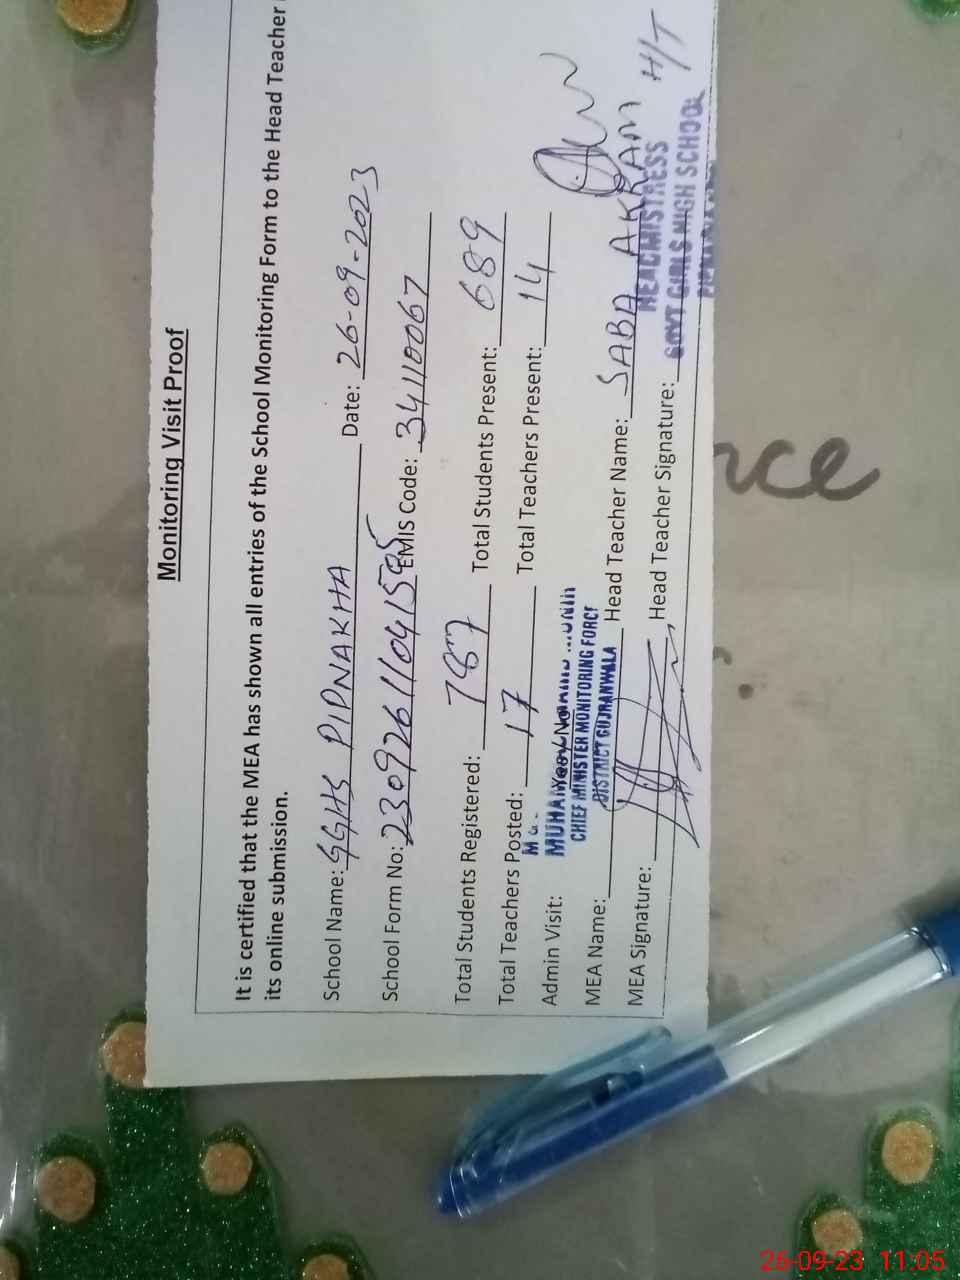 Monitoring Visit Proof
It is certified that the MEA has shown all entries of the School Monitoring Form to the Head Teacher
its online submission.
School Name: GGHS PIPNAKHA Date: 26-09-2023
School Form No: EMIS Code: 34110067
Total Students Registered: 787 Total Students Present: 689
Total Teachers Posted: 17 Total Teachers Present: 14
Admin Visit: Yes / No
CHIEF MINISTER MONITORING FORCE
DISTRICT GUJRANWALA
MEA Name: Head Teacher Name: SABA AKRAM H/T
MEA Signature: Head Teacher Signature:
HEADMISTRESS
GOVT GIRLS HIGH SCHOOL
nce
26-09-23 11:05